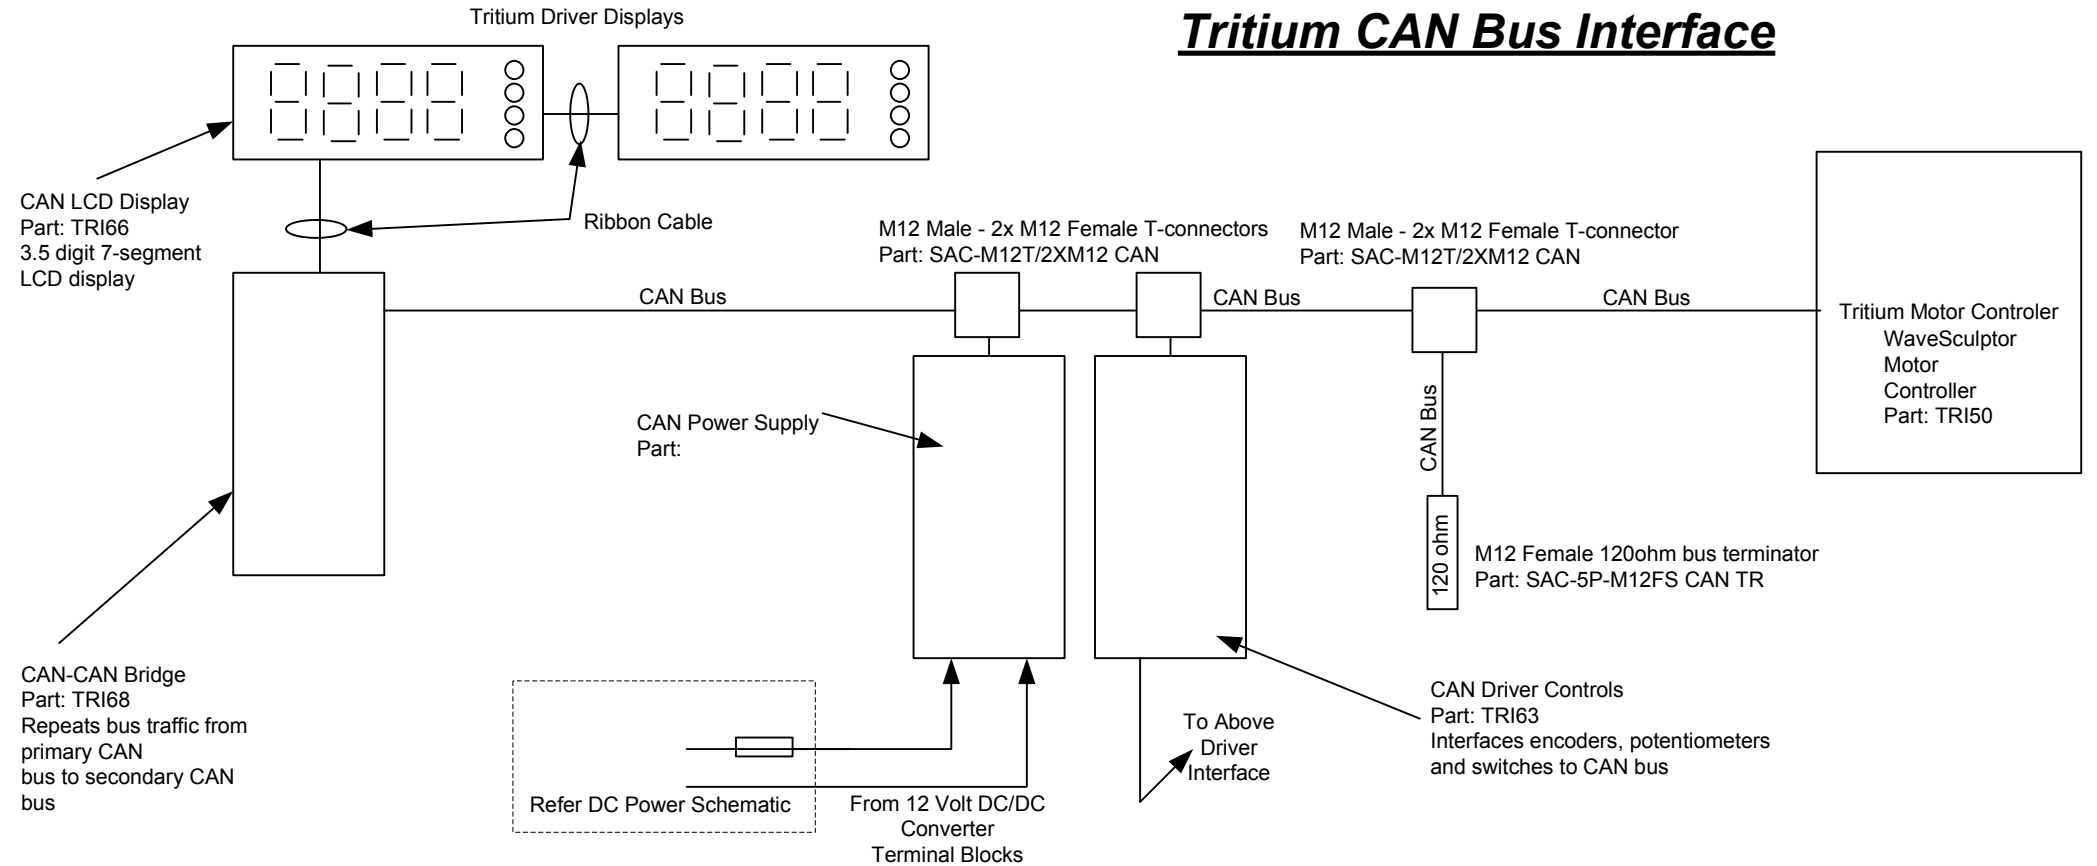 Tritium Driver Displays
Tritium CAN Bus Interface
CAN LCD Display
Part: TRI66
3.5 digit 7-segment
LCD display
Ribbon Cable
M12 Male - 2x M12 Female T-connectors
Part: SAC-M12T/2XM12 CAN
M12 Male - 2x M12 Female T-connector
Part: SAC-M12T/2XM12 CAN
CAN Bus
CAN Bus
CAN Bus
Tritium Motor Controler
WaveSculptor
Motor
Controller
Part: TRI50
CAN Power Supply
Part:
CAN Bus
120 ohm
M12 Female 120ohm bus terminator
Part: SAC-5P-M12FS CAN TR
CAN-CAN Bridge
Part: TRI68
Repeats bus traffic from
primary CAN
bus to secondary CAN
bus
Refer DC Power Schematic
From 12 Volt DC/DC
Converter
Terminal Blocks
To Above
Driver
Interface
CAN Driver Controls
Part: TRI63
Interfaces encoders, potentiometers
and switches to CAN bus